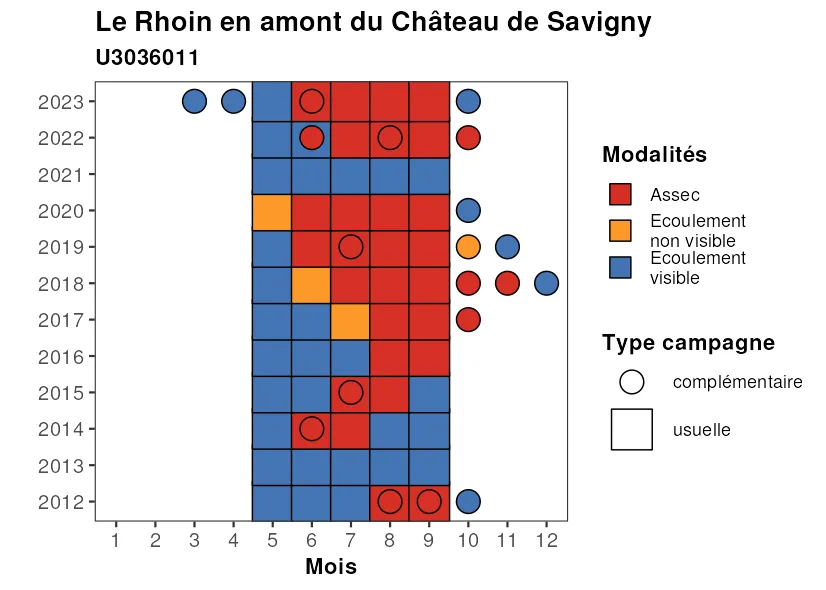 Le Rhoin en amont du Château de Savigny
U3036011
2023
2022
2021
2020
2019
2018
2017
2016
2015
2014
2013
2012
1 2 3 4 5 6 7 8 9 10 11 12
Mois
Modalités
Assec
Ecoulement
non visible
Ecoulement
visible
Type campagne
complémentaire
usuelle